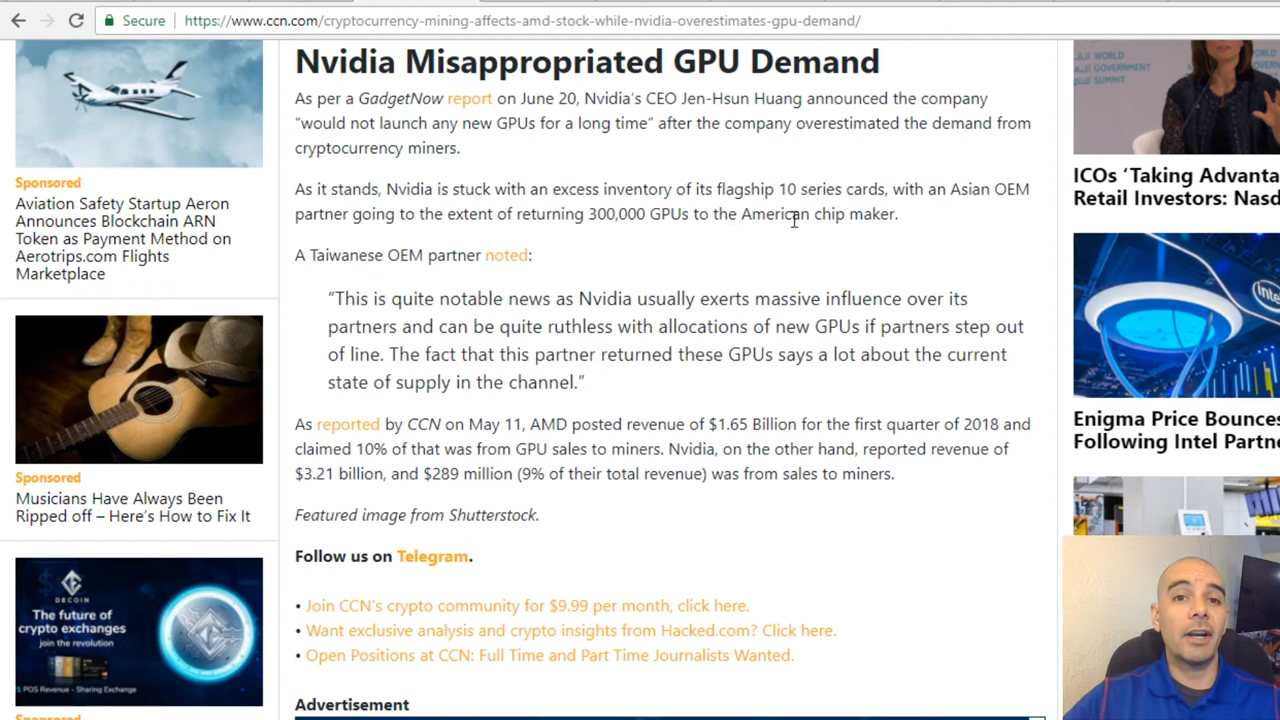 Secure
https://www.ccn.com/cryptocurrency-mining-affects-amd-stock-while-nvidia-overestimates-gpu-demand/
Sponsored
Aviation Safety Startup Aeron
Announces Blockchain ARN
Token as Payment Method on
Aerotrips.com Flights
Marketplace
Sponsored
Musicians Have Always Been
Ripped off – Here's How to Fix It
DECOIN
The future of
crypto exchanges
join the revolution
POS Revenue - Sharing Exchange
Sponsored
Nvidia Misappropriated GPU Demand
As per a GadgetNow report on June 20, Nvidia's CEO Jen-Hsun Huang announced the company
“would not launch any new GPUs for a long time” after the company overestimated the demand from
cryptocurrency miners.
As it stands, Nvidia is stuck with an excess inventory of its flagship 10 series cards, with an Asian OEM
partner going to the extent of returning 300,000 GPUs to the American chip maker.
A Taiwanese OEM partner noted:
“This is quite notable news as Nvidia usually exerts massive influence over its
partners and can be quite ruthless with allocations of new GPUs if partners step out
of line. The fact that this partner returned these GPUs says a lot about the current
state of supply in the channel.”
As reported by CCN on May 11, AMD posted revenue of $1.65 Billion for the first quarter of 2018 and
claimed 10% of that was from GPU sales to miners. Nvidia, on the other hand, reported revenue of
$3.21 billion, and $289 million (9% of their total revenue) was from sales to miners.
Featured image from Shutterstock.
Follow us on Telegram.
• Join CCN's crypto community for $9.99 per month, click here.
• Want exclusive analysis and crypto insights from Hacked.com? Click here.
• Open Positions at CCN: Full Time and Part Time Journalists Wanted.
Advertisement
WORLD
GOVERNMENT
SUMMIT
ICOs ‘Taking Advanta
Retail Investors: Nasd
Enigma Price Bounces
Following Intel Partne